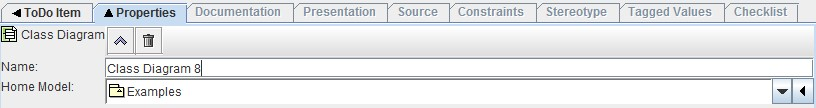 ToDo Item Properties Documentation Presentation Source Constraints Stereotype Tagged Values Checklist
Class Diagram
Name: Class Diagram 8
Home Model: Examples